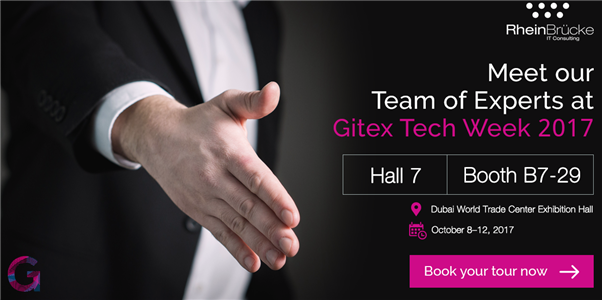 RheinBrücke
IT Consulting
Meet our
Team of Experts at
Gitex Tech Week 2017
Hall 7
Booth B7-29
Dubai World Trade Center Exhibition Hall
October 8–12, 2017
Book your tour now
G